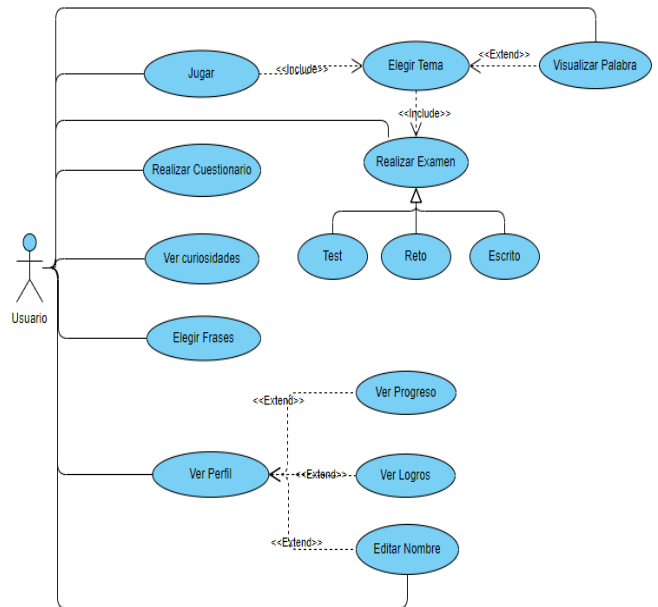 Jugar
<<Include>>
Elegir Tema
<<Extend>>
Visualizar Palabra
<<Include>>
Realizar Cuestionario
Realizar Examen
Test
Reto
Escrito
Ver curiosidades
Usuario
Elegir Frases
<<Extend>>
Ver Progreso
Ver Perfil
<<Extend>>
Ver Logros
<<Extend>>
Editar Nombre